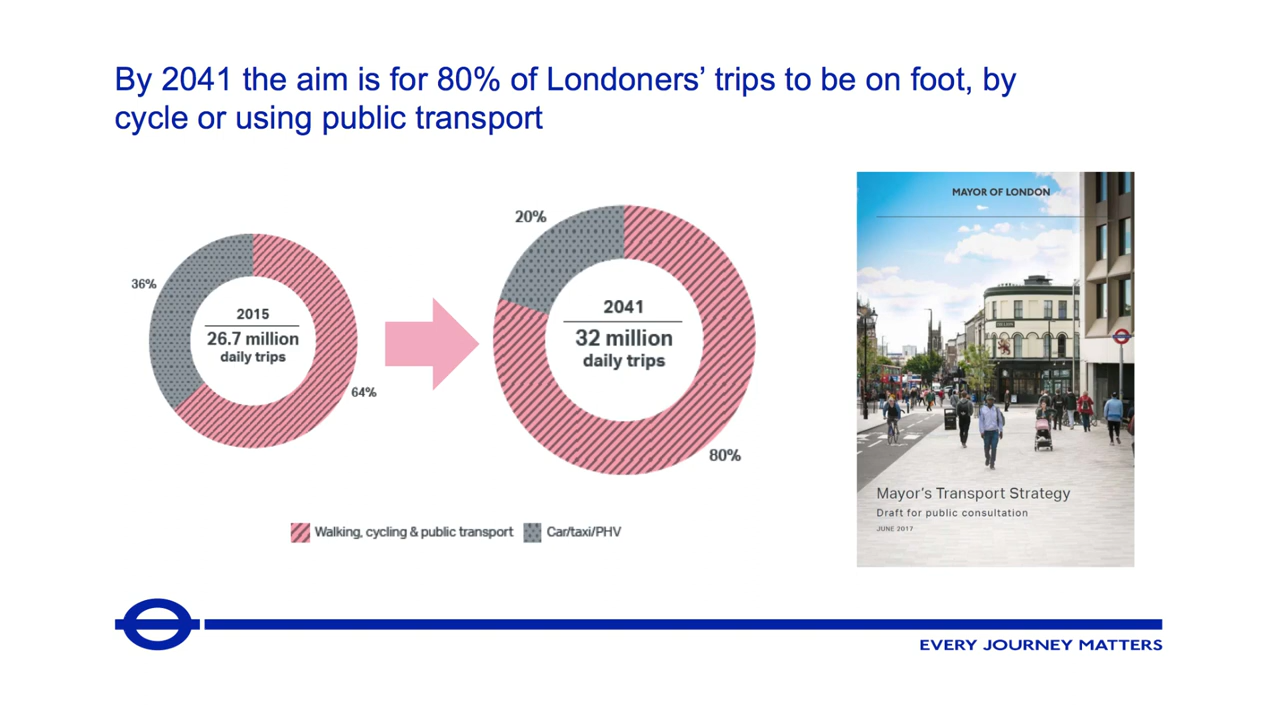 By 2041 the aim is for 80% of Londoners’ trips to be on foot, by
cycle or using public transport
36%
2015
26.7 million
daily trips
64%
20%
2041
32 million
daily trips
80%
Walking, cycling & public transport
Car/taxi/PHV
MAYOR OF LONDON
Mayor’s Transport Strategy
Draft for public consultation
JUNE 2017
EVERY JOURNEY MATTERS